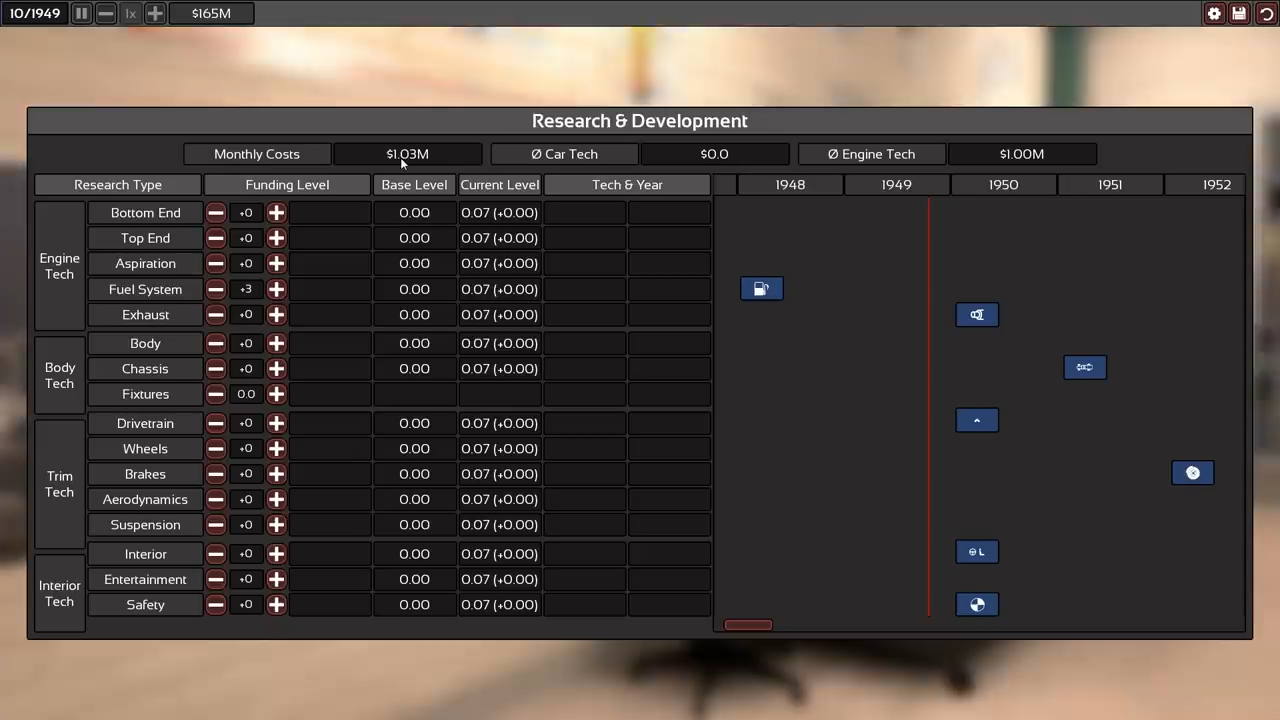 10/1949 1x $165M
Research & Development
Monthly Costs $1.03M Ø Car Tech $0.0 Ø Engine Tech $1.00M
Research Type Funding Level Base Level Current Level Tech & Year 1948 1949 1950 1951 1952
Engine Tech
Bottom End +0 0.00 0.07 (+0.00)
Top End +0 0.00 0.07 (+0.00)
Aspiration +0 0.00 0.07 (+0.00)
Fuel System +3 0.00 0.07 (+0.00)
Exhaust +0 0.00 0.07 (+0.00)
Body Tech
Body +0 0.00 0.07 (+0.00)
Chassis +0 0.00 0.07 (+0.00)
Fixtures 0.0
Trim Tech
Drivetrain +0 0.00 0.07 (+0.00)
Wheels +0 0.00 0.07 (+0.00)
Brakes +0 0.00 0.07 (+0.00)
Aerodynamics +0 0.00 0.07 (+0.00)
Suspension +0 0.00 0.07 (+0.00)
Interior Tech
Interior +0 0.00 0.07 (+0.00) L
Entertainment +0 0.00 0.07 (+0.00)
Safety +0 0.00 0.07 (+0.00)